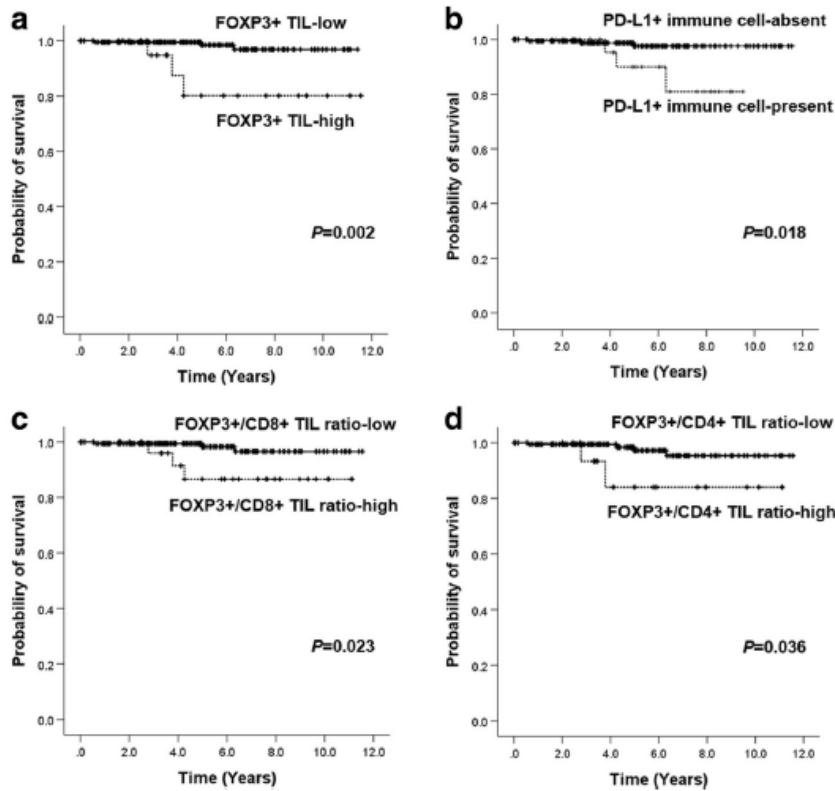 a
FOXP3+ TIL-low
1.0
0.8
FOXP3+ TIL-high
0.6
0.4
P=0.002
0.2
0.0
Probability of survival
.0 2.0 4.0 6.0 8.0 10.0 12.0
Time (Years)
b
PD-L1+ immune cell-absent
1.0
0.8
PD-L1+ immune cell-present
0.6
0.4
P=0.018
0.2
0.0
Probability of survival
.0 2.0 4.0 6.0 8.0 10.0 12.0
Time (Years)
c
FOXP3+/CD8+ TIL ratio-low
1.0
0.8
FOXP3+/CD8+ TIL ratio-high
0.6
0.4
P=0.023
0.2
0.0
Probability of survival
.0 2.0 4.0 6.0 8.0 10.0 12.0
Time (Years)
d
FOXP3+/CD4+ TIL ratio-low
1.0
0.8
FOXP3+/CD4+ TIL ratio-high
0.6
0.4
P=0.036
0.2
0.0
Probability of survival
.0 2.0 4.0 6.0 8.0 10.0 12.0
Time (Years)